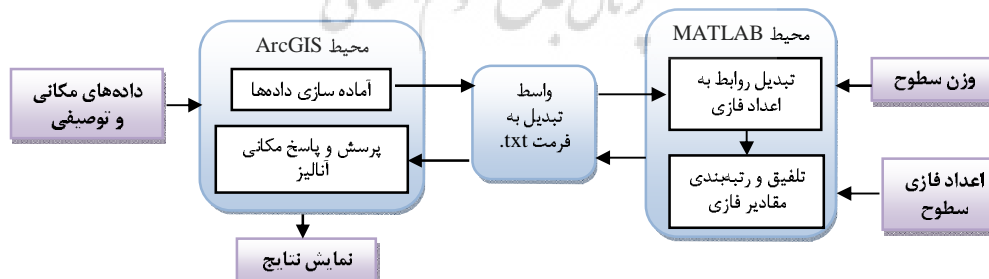 محیط MATLAB
تبدیل روابط به
اعداد فازی
تلفیق و رتبه‌بندی
مقادیر فازی
وزن سطوح
اعداد فازی
سطوح
واسط
تبدیل به
فرمت txt.
محیط ArcGIS
آماده سازی داده‌ها
پرسش و پاسخ مکانی
آنالیز
داده‌های مکانی
و توصیفی
نمایش نتایج